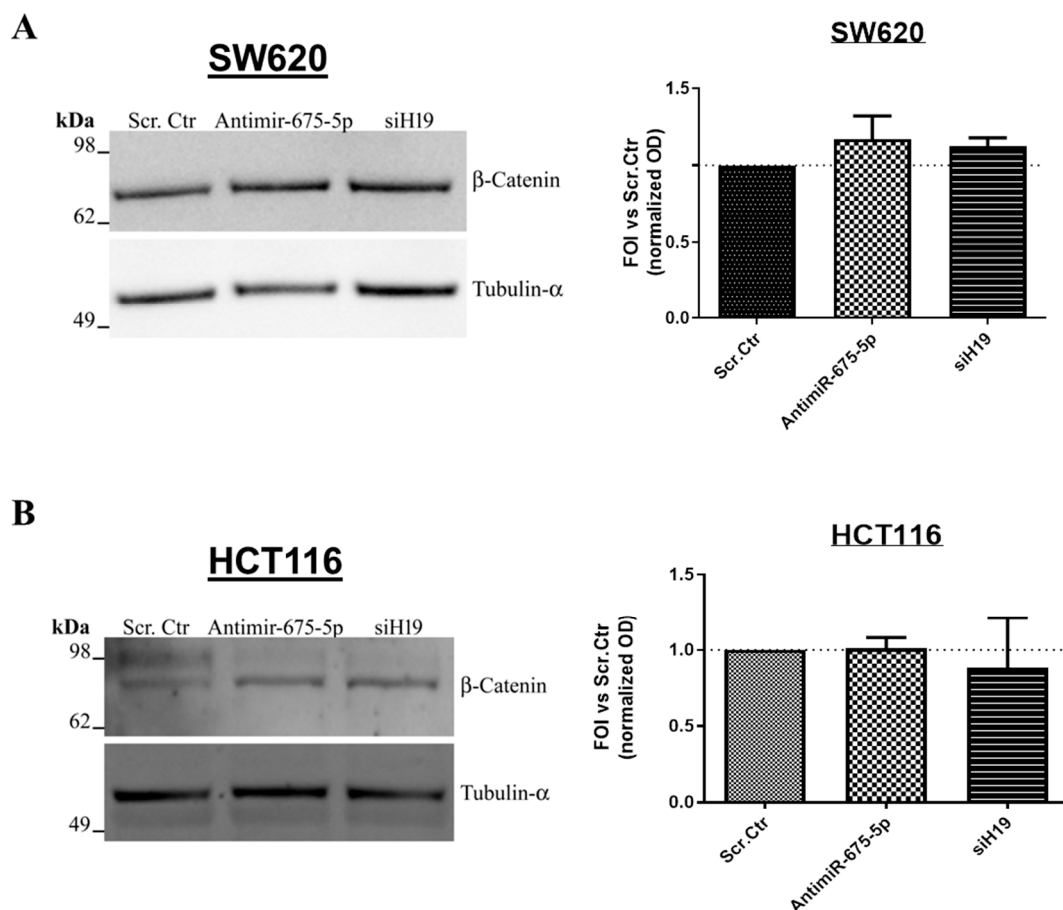 A
SW620
kDa Scr. Ctr Antimir-675-5p siH19
98
β-Catenin
62
Tubulin-α
49
SW620
FOI vs Scr.Ctr
(normalized OD)
1.5
0.5
0.0
Scr.Ctr
AntimiR-675-5p
siH19
B
HCT116
kDa Scr. Ctr Antimir-675-5p siH19
98
β-Catenin
62
Tubulin-α
49
HCT116
FOI vs Scr.Ctr
(normalized OD)
1.5
1.0
0.5
0.0
Scr.Ctr
AntimiR-675-5p
siH19